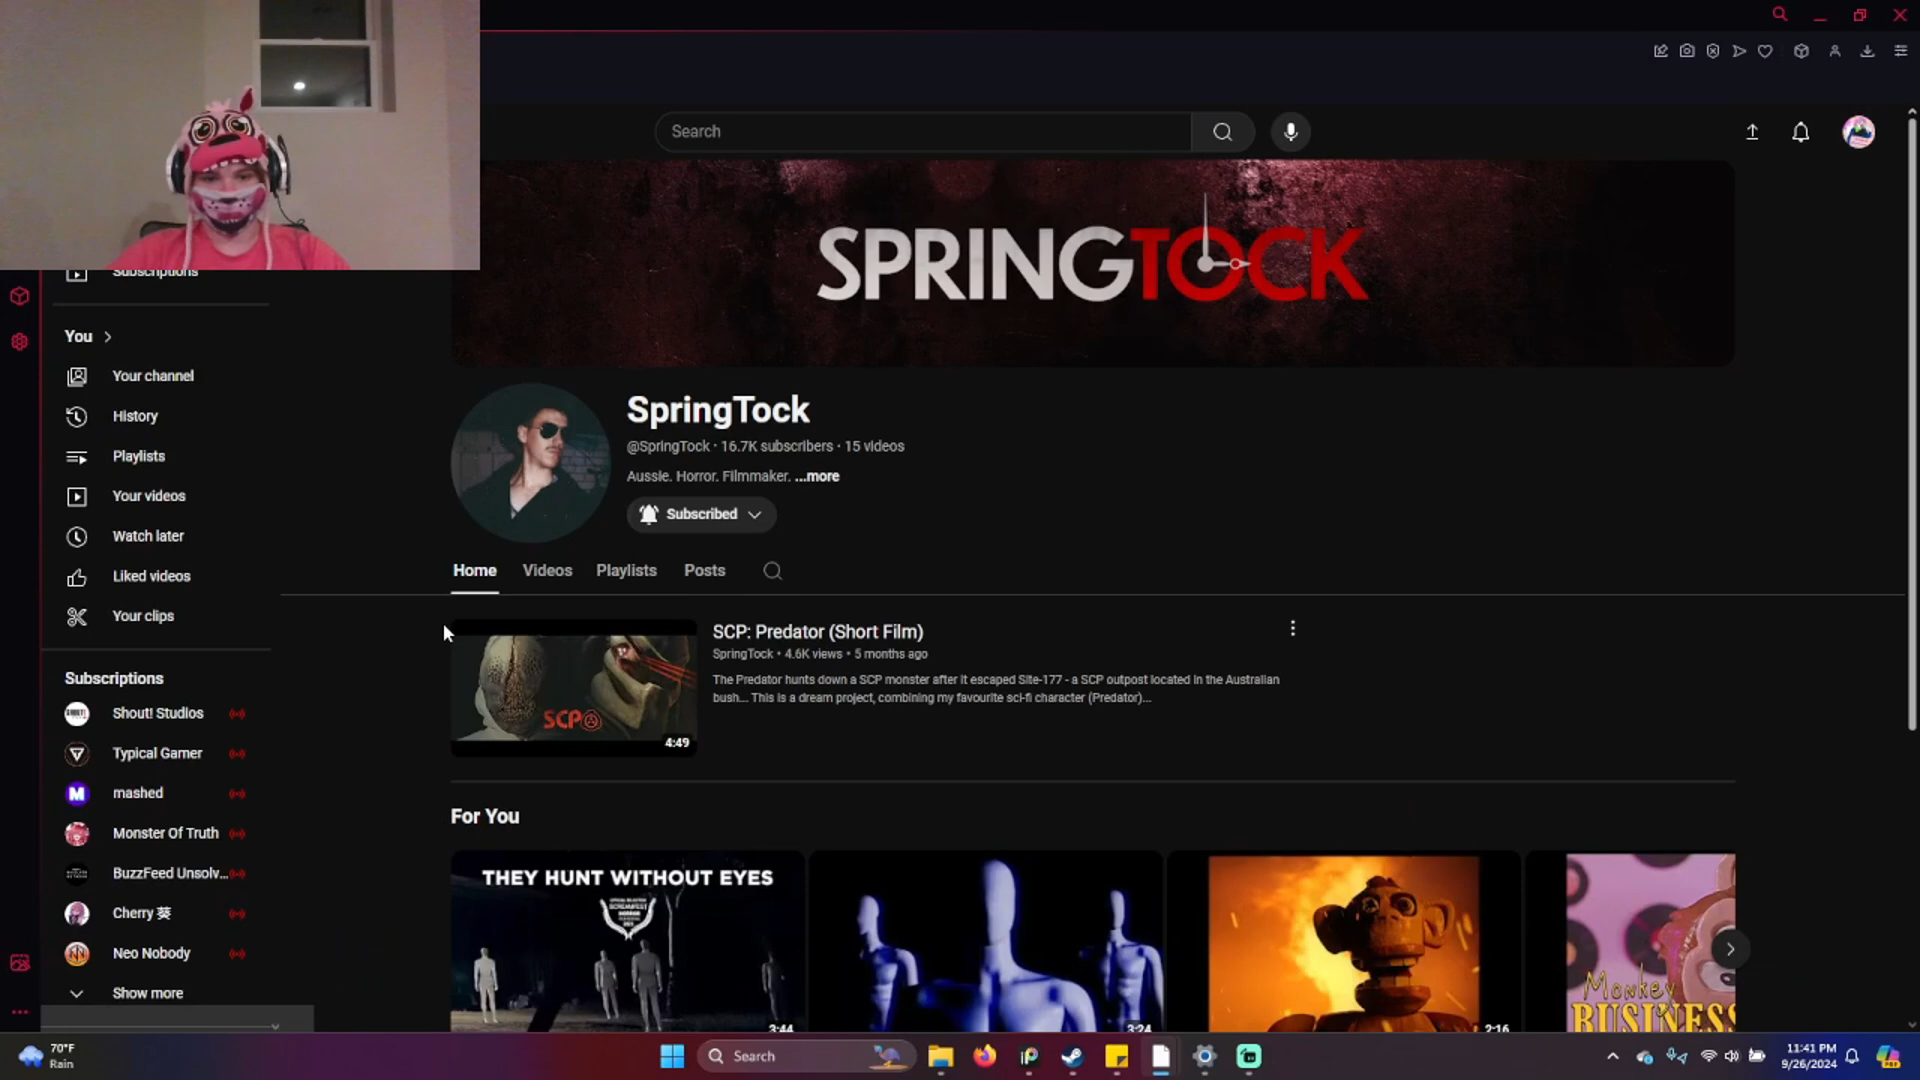 Search
SPRINGTOCK
Subscriptions
You
Your channel
History
Playlists
Your videos
Watch later
Liked videos
Your clips
Subscriptions
Shout! Studios
Typical Gamer
mashed
Monster Of Truth
BuzzFeed Unsolv...
Cherry 葵
Neo Nobody
Show more
SpringTock
@SpringTock · 16.7K subscribers · 15 videos
Aussie. Horror. Filmmaker. ...more
Subscribed
Home Videos Playlists Posts
SCP
4:49
SCP: Predator (Short Film)
SpringTock • 4.6K views • 5 months ago
The Predator hunts down a SCP monster after it escaped Site-177 - a SCP outpost located in the Australian
bush... This is a dream project, combining my favourite sci-fi character (Predator)...
For You
THEY HUNT WITHOUT EYES
3:44
3:24
2:16
Monkey
BUSINESS
70°F
Rain
Search
11:41 PM
9/26/2024